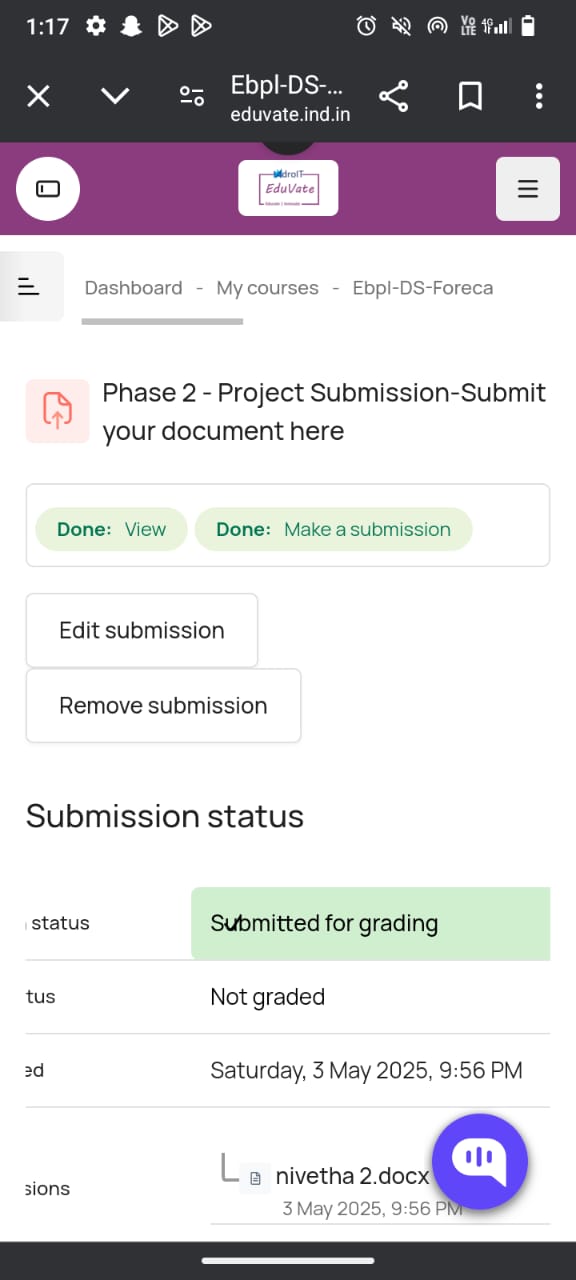 1:17
Vo LTE 4G
Ebpl-DS-...
eduvate.ind.in
EduVate
Dashboard - My courses - Ebpl-DS-Foreca
Phase 2 - Project Submission-Submit
your document here
Done: View Done: Make a submission
Edit submission
Remove submission
Submission status
status Submitted for grading
tus Not graded
ed Saturday, 3 May 2025, 9:56 PM
sions nivetha 2.docx
3 May 2025, 9:56 PM